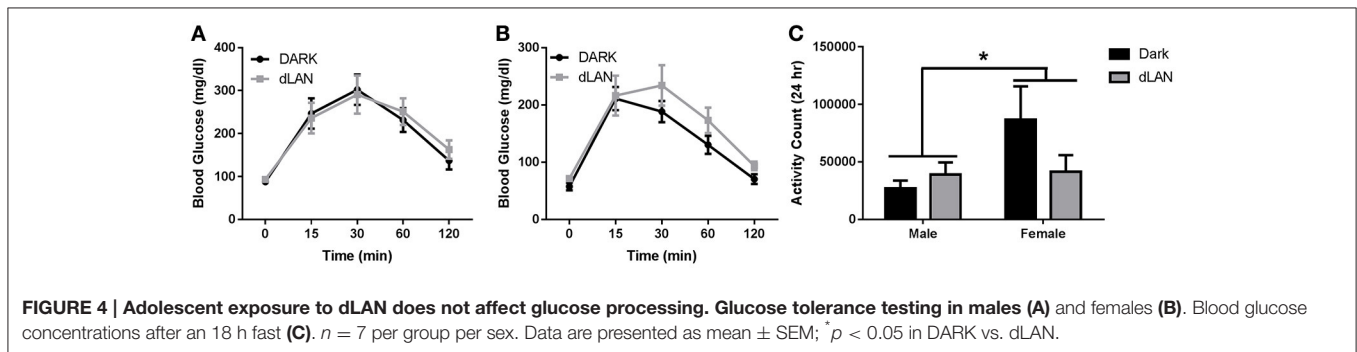 A
DARK
dLAN
Blood Glucose (mg/dl)
400
300
200
100
0
0 15 30 60 120
Time (min)
B
DARK
dLAN
Blood Glucose (mg/dl)
300
200
100
0
0 15 30 60 120
Time (min)
C
Dark
dLAN
*
Activity Count (24 hr)
150000
100000
50000
0
Male Female
FIGURE 4 | Adolescent exposure to dLAN does not affect glucose processing. Glucose tolerance testing in males (A) and females (B). Blood glucose
concentrations after an 18 h fast (C). n = 7 per group per sex. Data are presented as mean ± SEM; *p < 0.05 in DARK vs. dLAN.